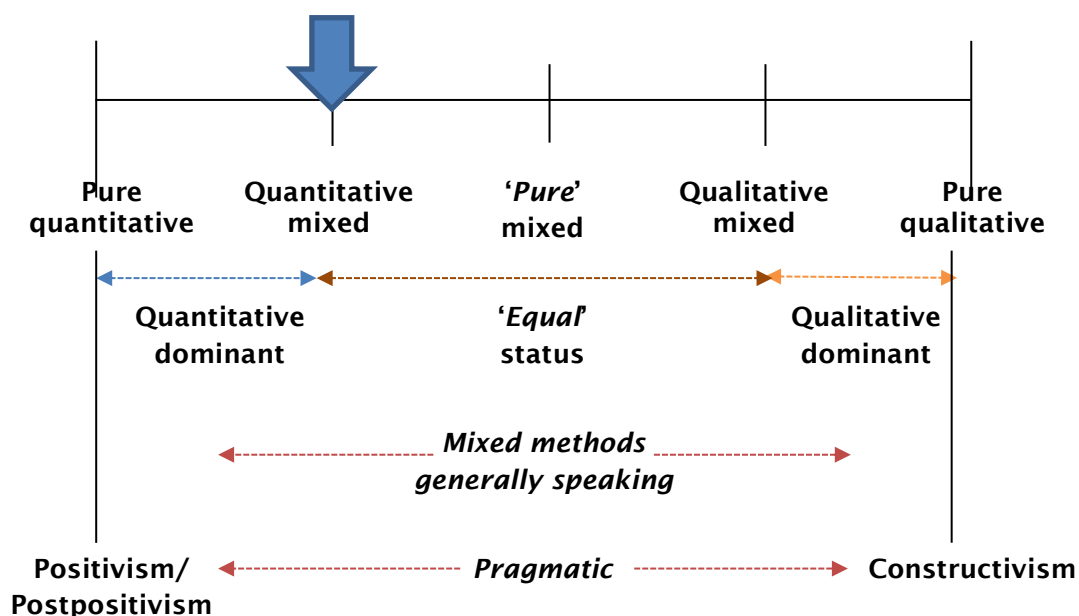 Pure
quantitative
Quantitative
mixed
‘Pure’
mixed
Qualitative
mixed
Pure
qualitative
Quantitative
dominant
‘Equal’
status
Qualitative
dominant
Mixed methods
generally speaking
Positivism/
Postpositivism
Pragmatic
Constructivism